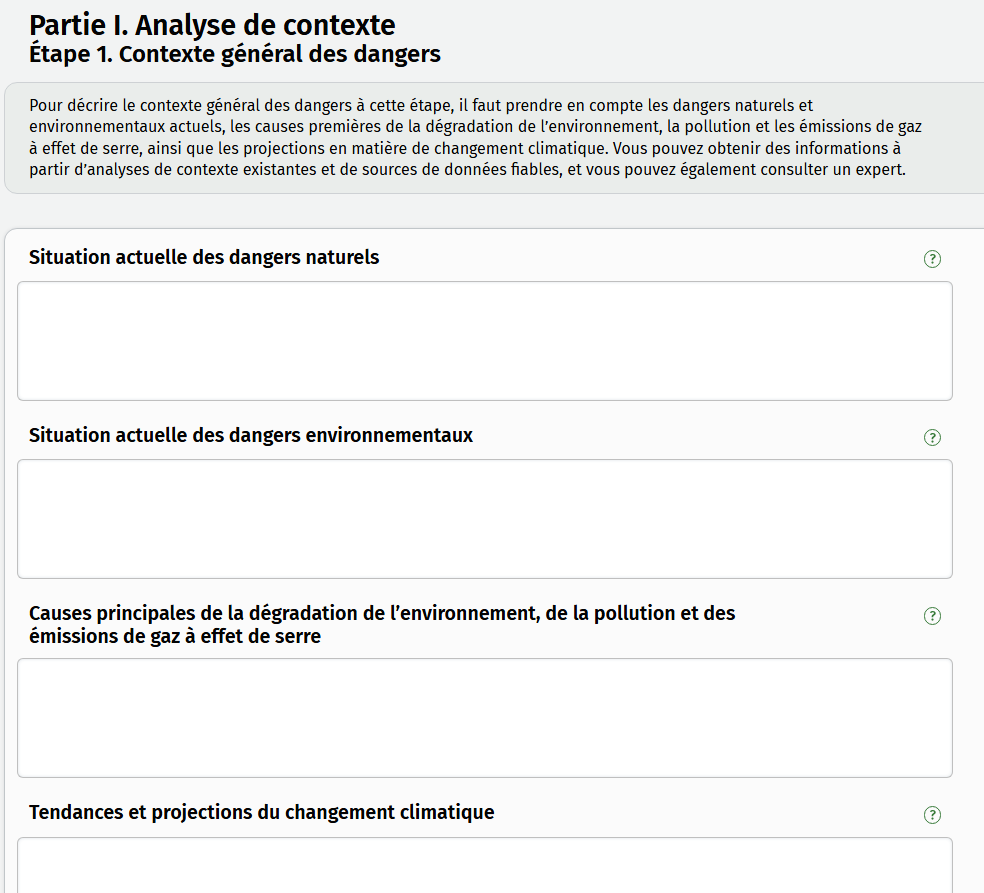 Partie I. Analyse de contexte
Étape 1. Contexte général des dangers
Pour décrire le contexte général des dangers à cette étape, il faut prendre en compte les dangers naturels et
environnementaux actuels, les causes premières de la dégradation de l’environnement, la pollution et les émissions de gaz
à effet de serre, ainsi que les projections en matière de changement climatique. Vous pouvez obtenir des informations à
partir d’analyses de contexte existantes et de sources de données fiables, et vous pouvez également consulter un expert.
Situation actuelle des dangers naturels ?
Situation actuelle des dangers environnementaux ?
Causes principales de la dégradation de l’environnement, de la pollution et des ?
émissions de gaz à effet de serre
Tendances et projections du changement climatique ?